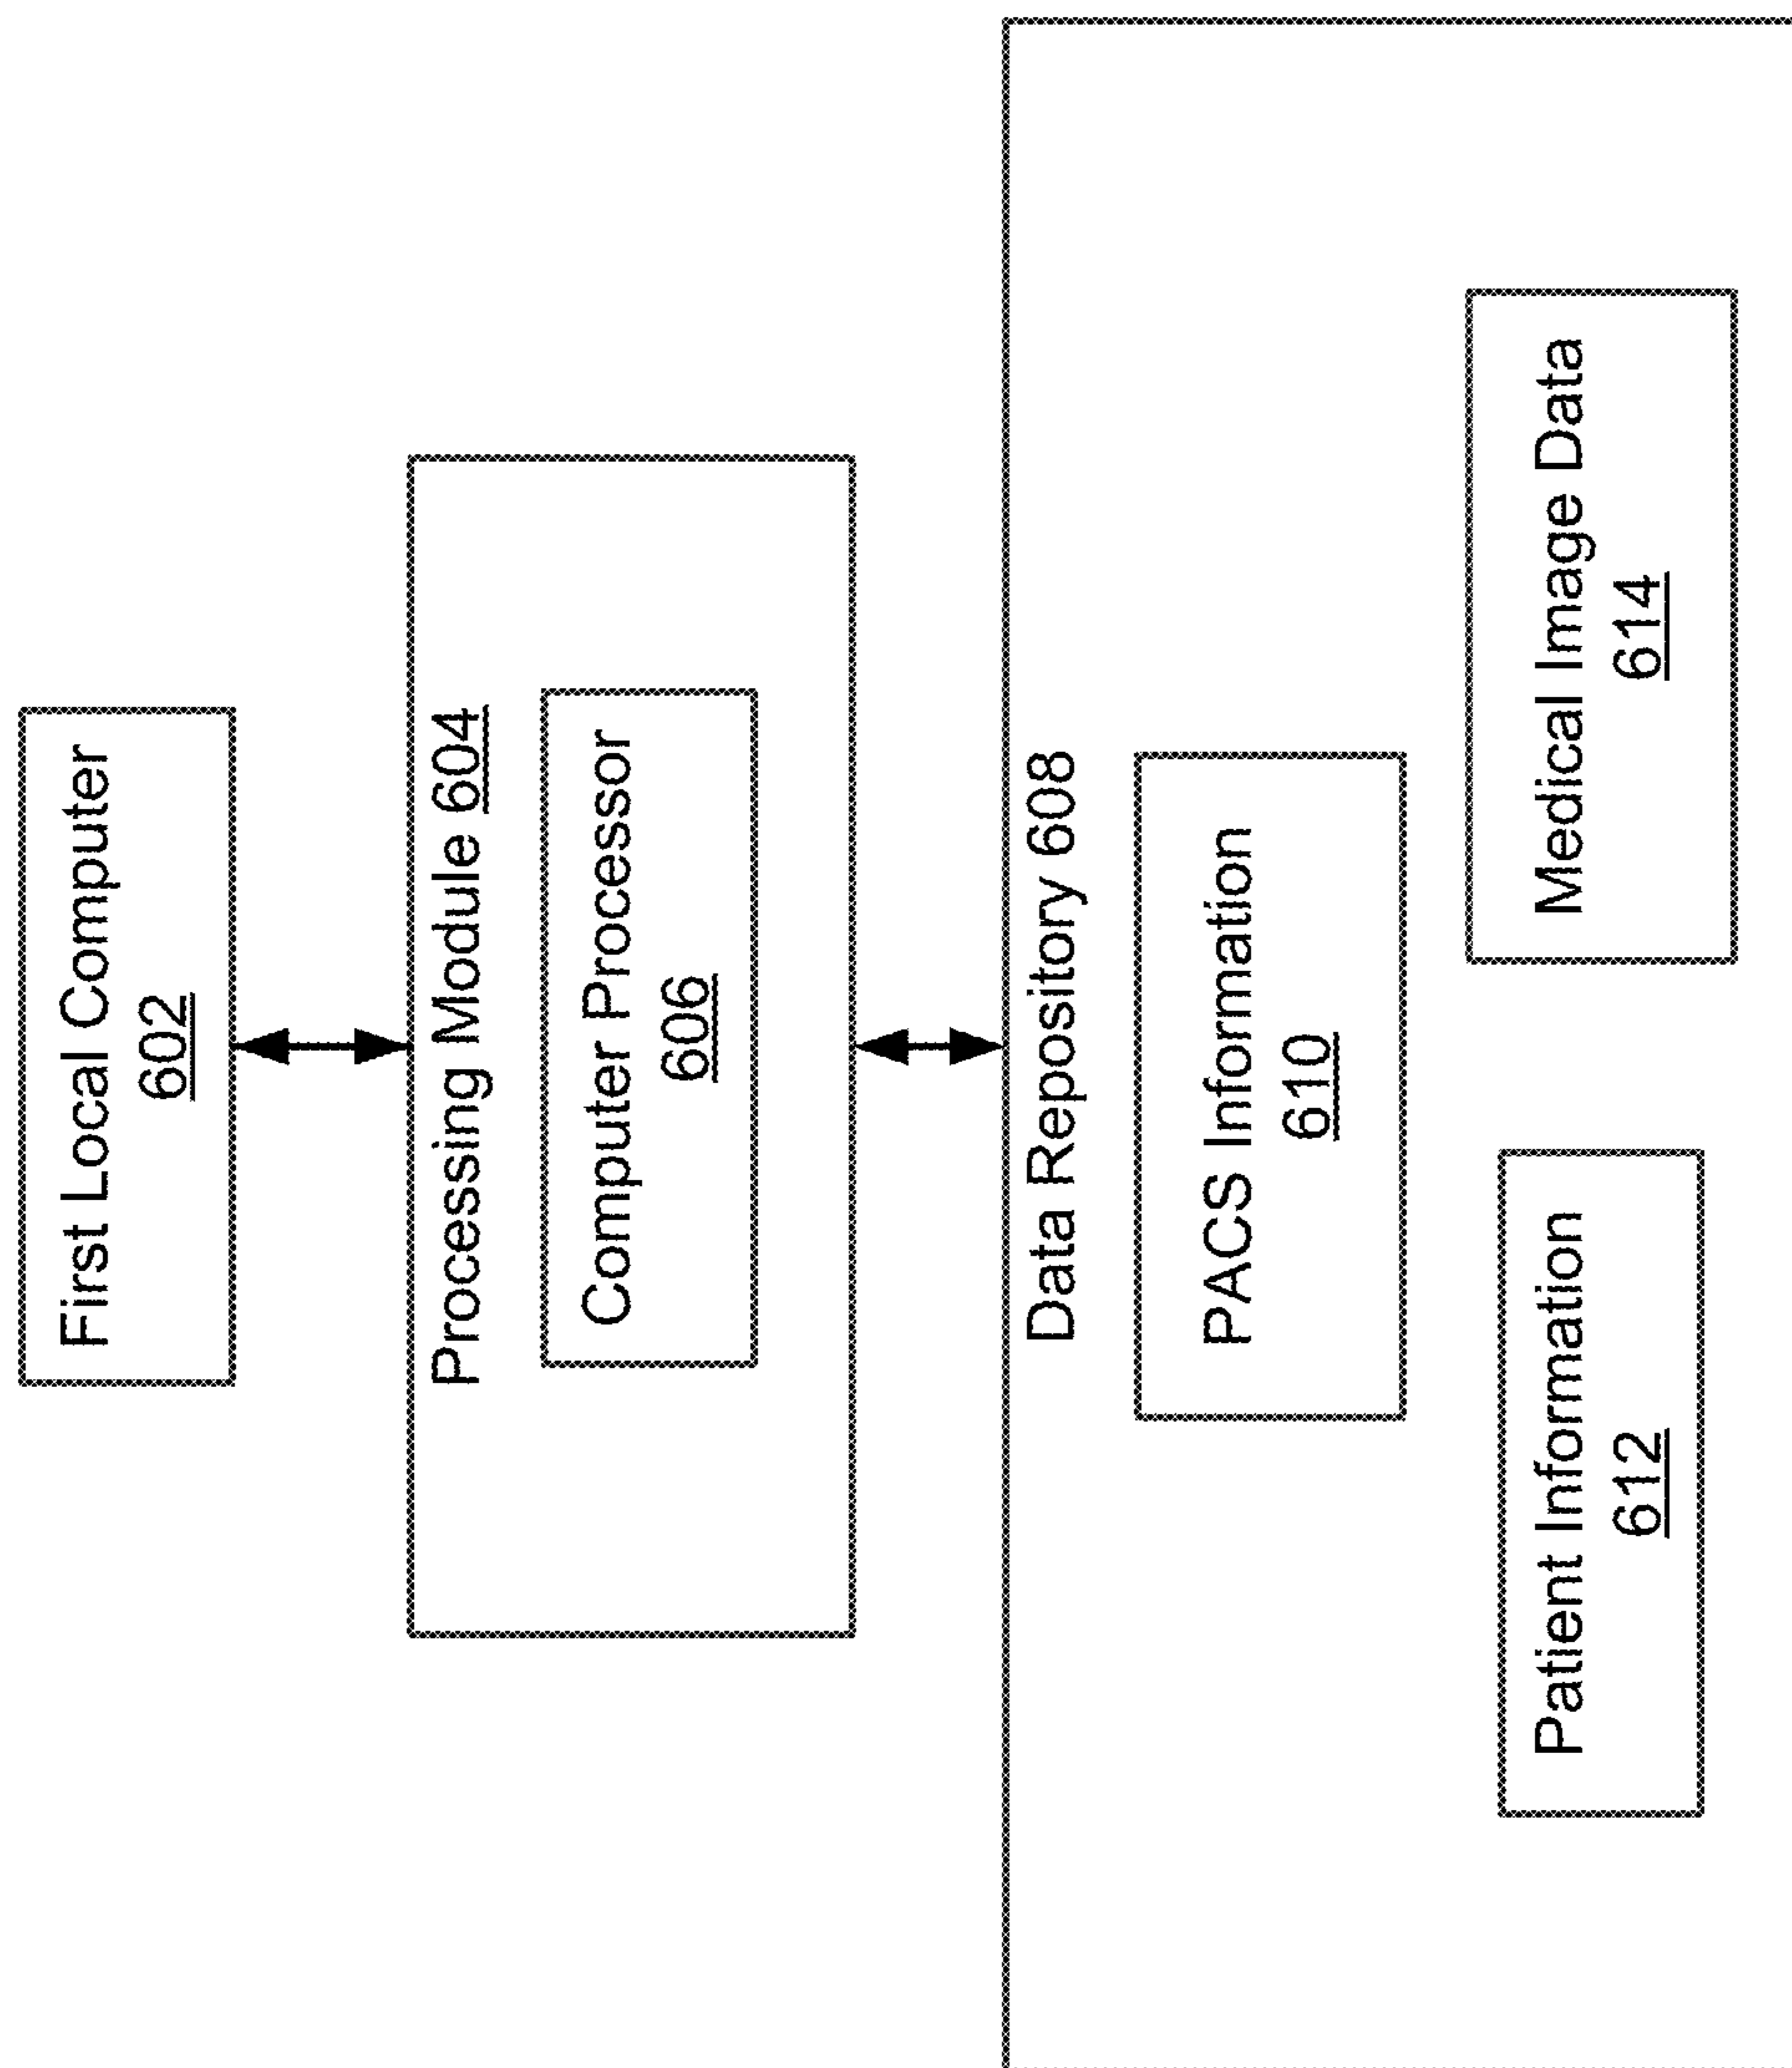 First Local Computer
602
Processing Module 604
Computer Processor
606
Data Repository 608
PACS Information
610
Patient Information
612
Medical Image Data
614